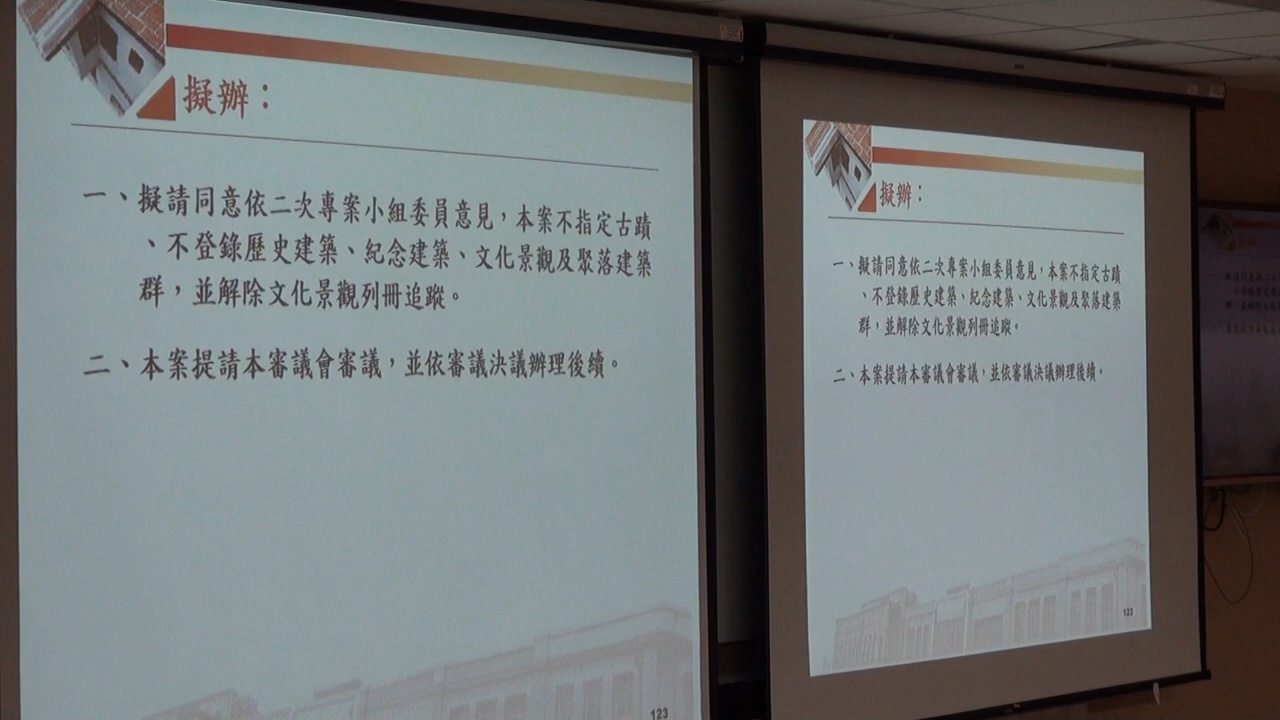 擬辦：
一、擬請同意依二次專案小組委員意見，本案不指定古蹟
、不登錄歷史建築、紀念建築、文化景觀及聚落建築
群，並解除文化景觀列冊追蹤。
二、本案提請本審議會審議，並依審議決議辦理後續。
123
擬辦：
一、擬請同意依二次專案小組委員意見，本案不指定古蹟
、不登錄歷史建築、紀念建築、文化景觀及聚落建築
群，並解除文化景觀列冊追蹤。
二、本案提請本審議會審議，並依審議決議辦理後續。
123